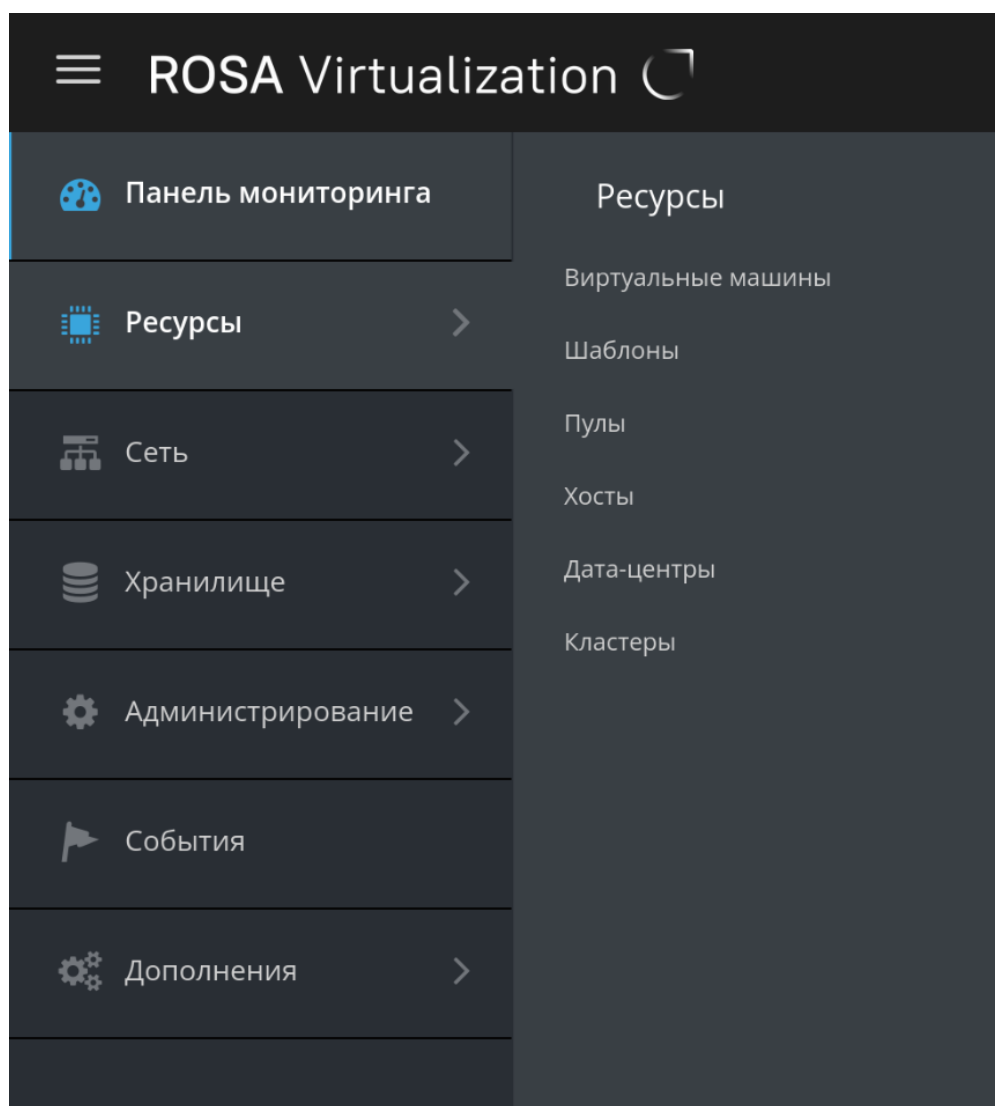 ROSA Virtualization
Панель мониторинга
Ресурсы
Сеть
Хранилище
Администрирование
События
Дополнения
Ресурсы
Виртуальные машины
Шаблоны
Пулы
Хосты
Дата-центры
Кластеры